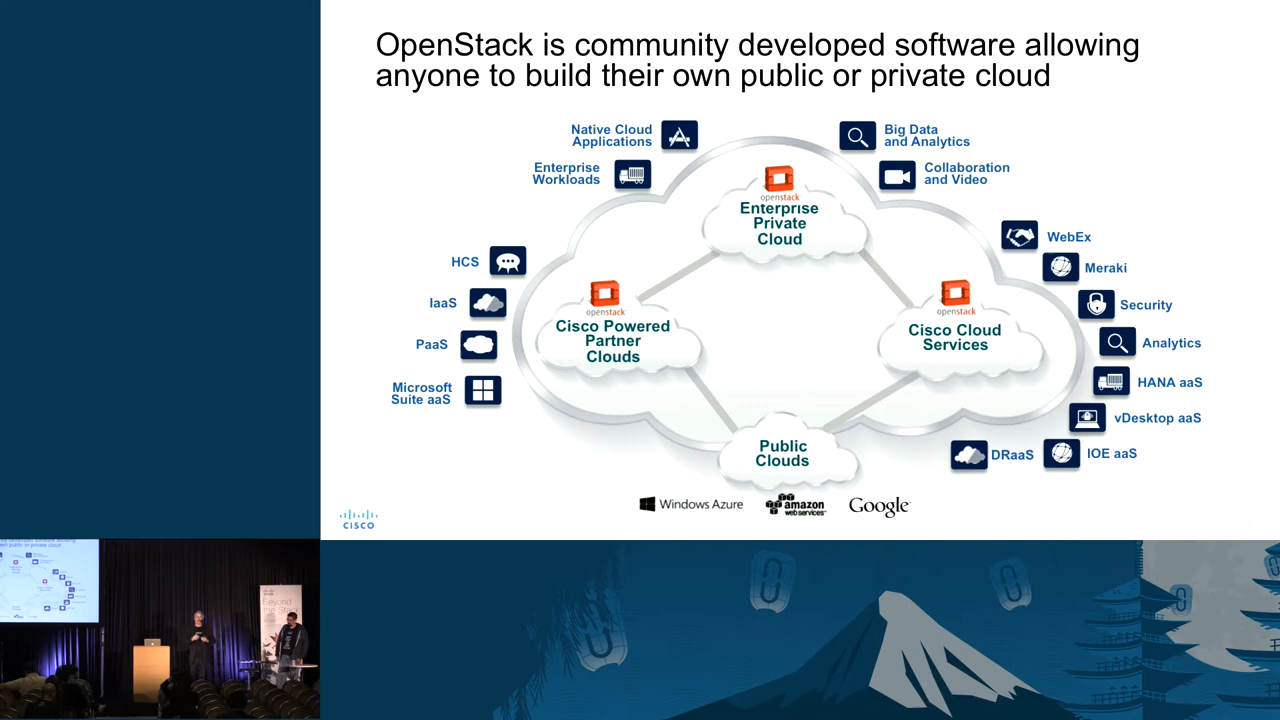 OpenStack is community developed software allowing
anyone to build their own public or private cloud
Native Cloud
Applications
Enterprise
Workloads
Big Data
and Analytics
Collaboration
and Video
openstack
Enterprise
Private
Cloud
HCS
IaaS
PaaS
Microsoft
Suite aaS
openstack
Cisco Powered
Partner
Clouds
openstack
Cisco Cloud
Services
WebEx
Meraki
Security
Analytics
HANA aaS
vDesktop aaS
DRaaS
IOE aaS
Public
Clouds
Windows Azure
amazon
webservices
Google
CISCO
Beyond
the Stack